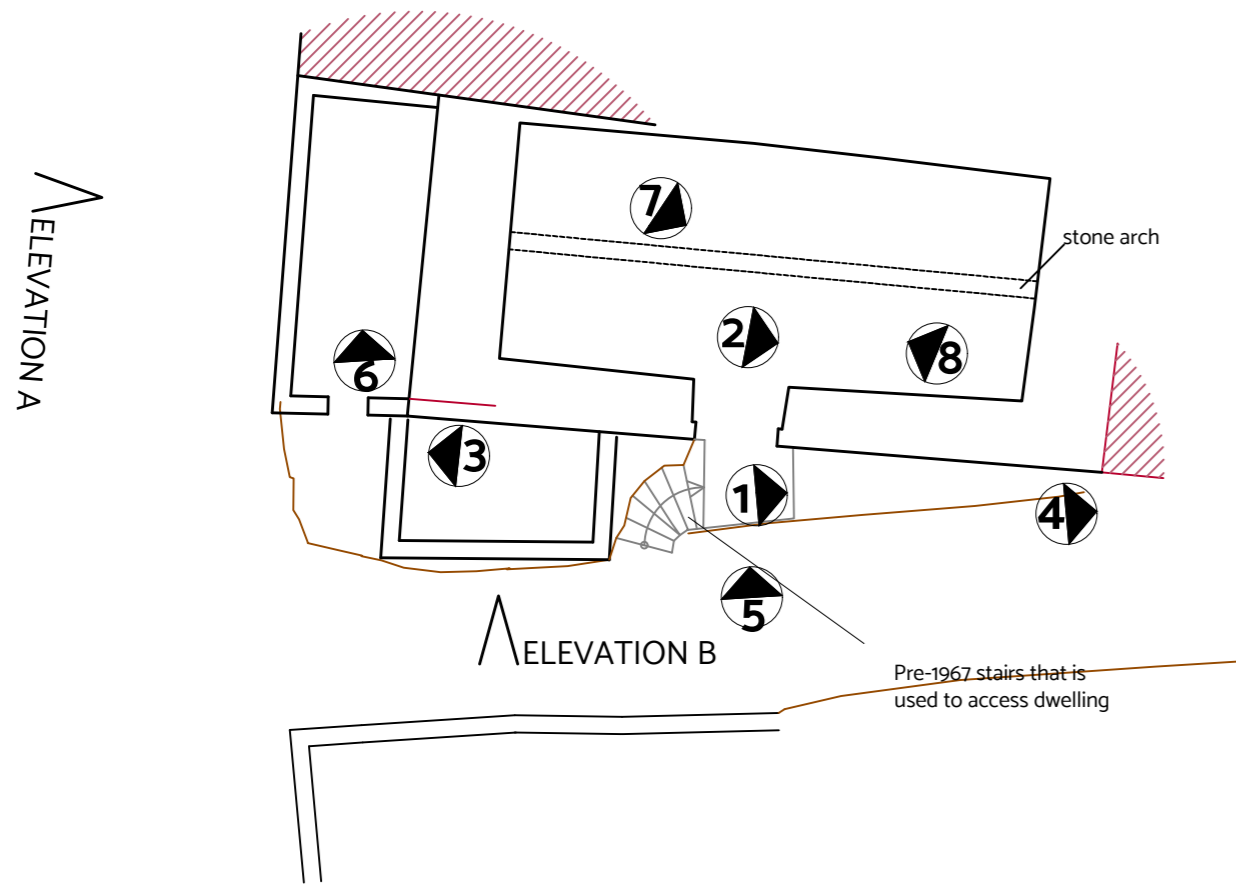 7
stone arch
ELEVATION A
2
8
6
3
1
4
5
ELEVATION B
Pre-1967 stairs that is
used to access dwelling